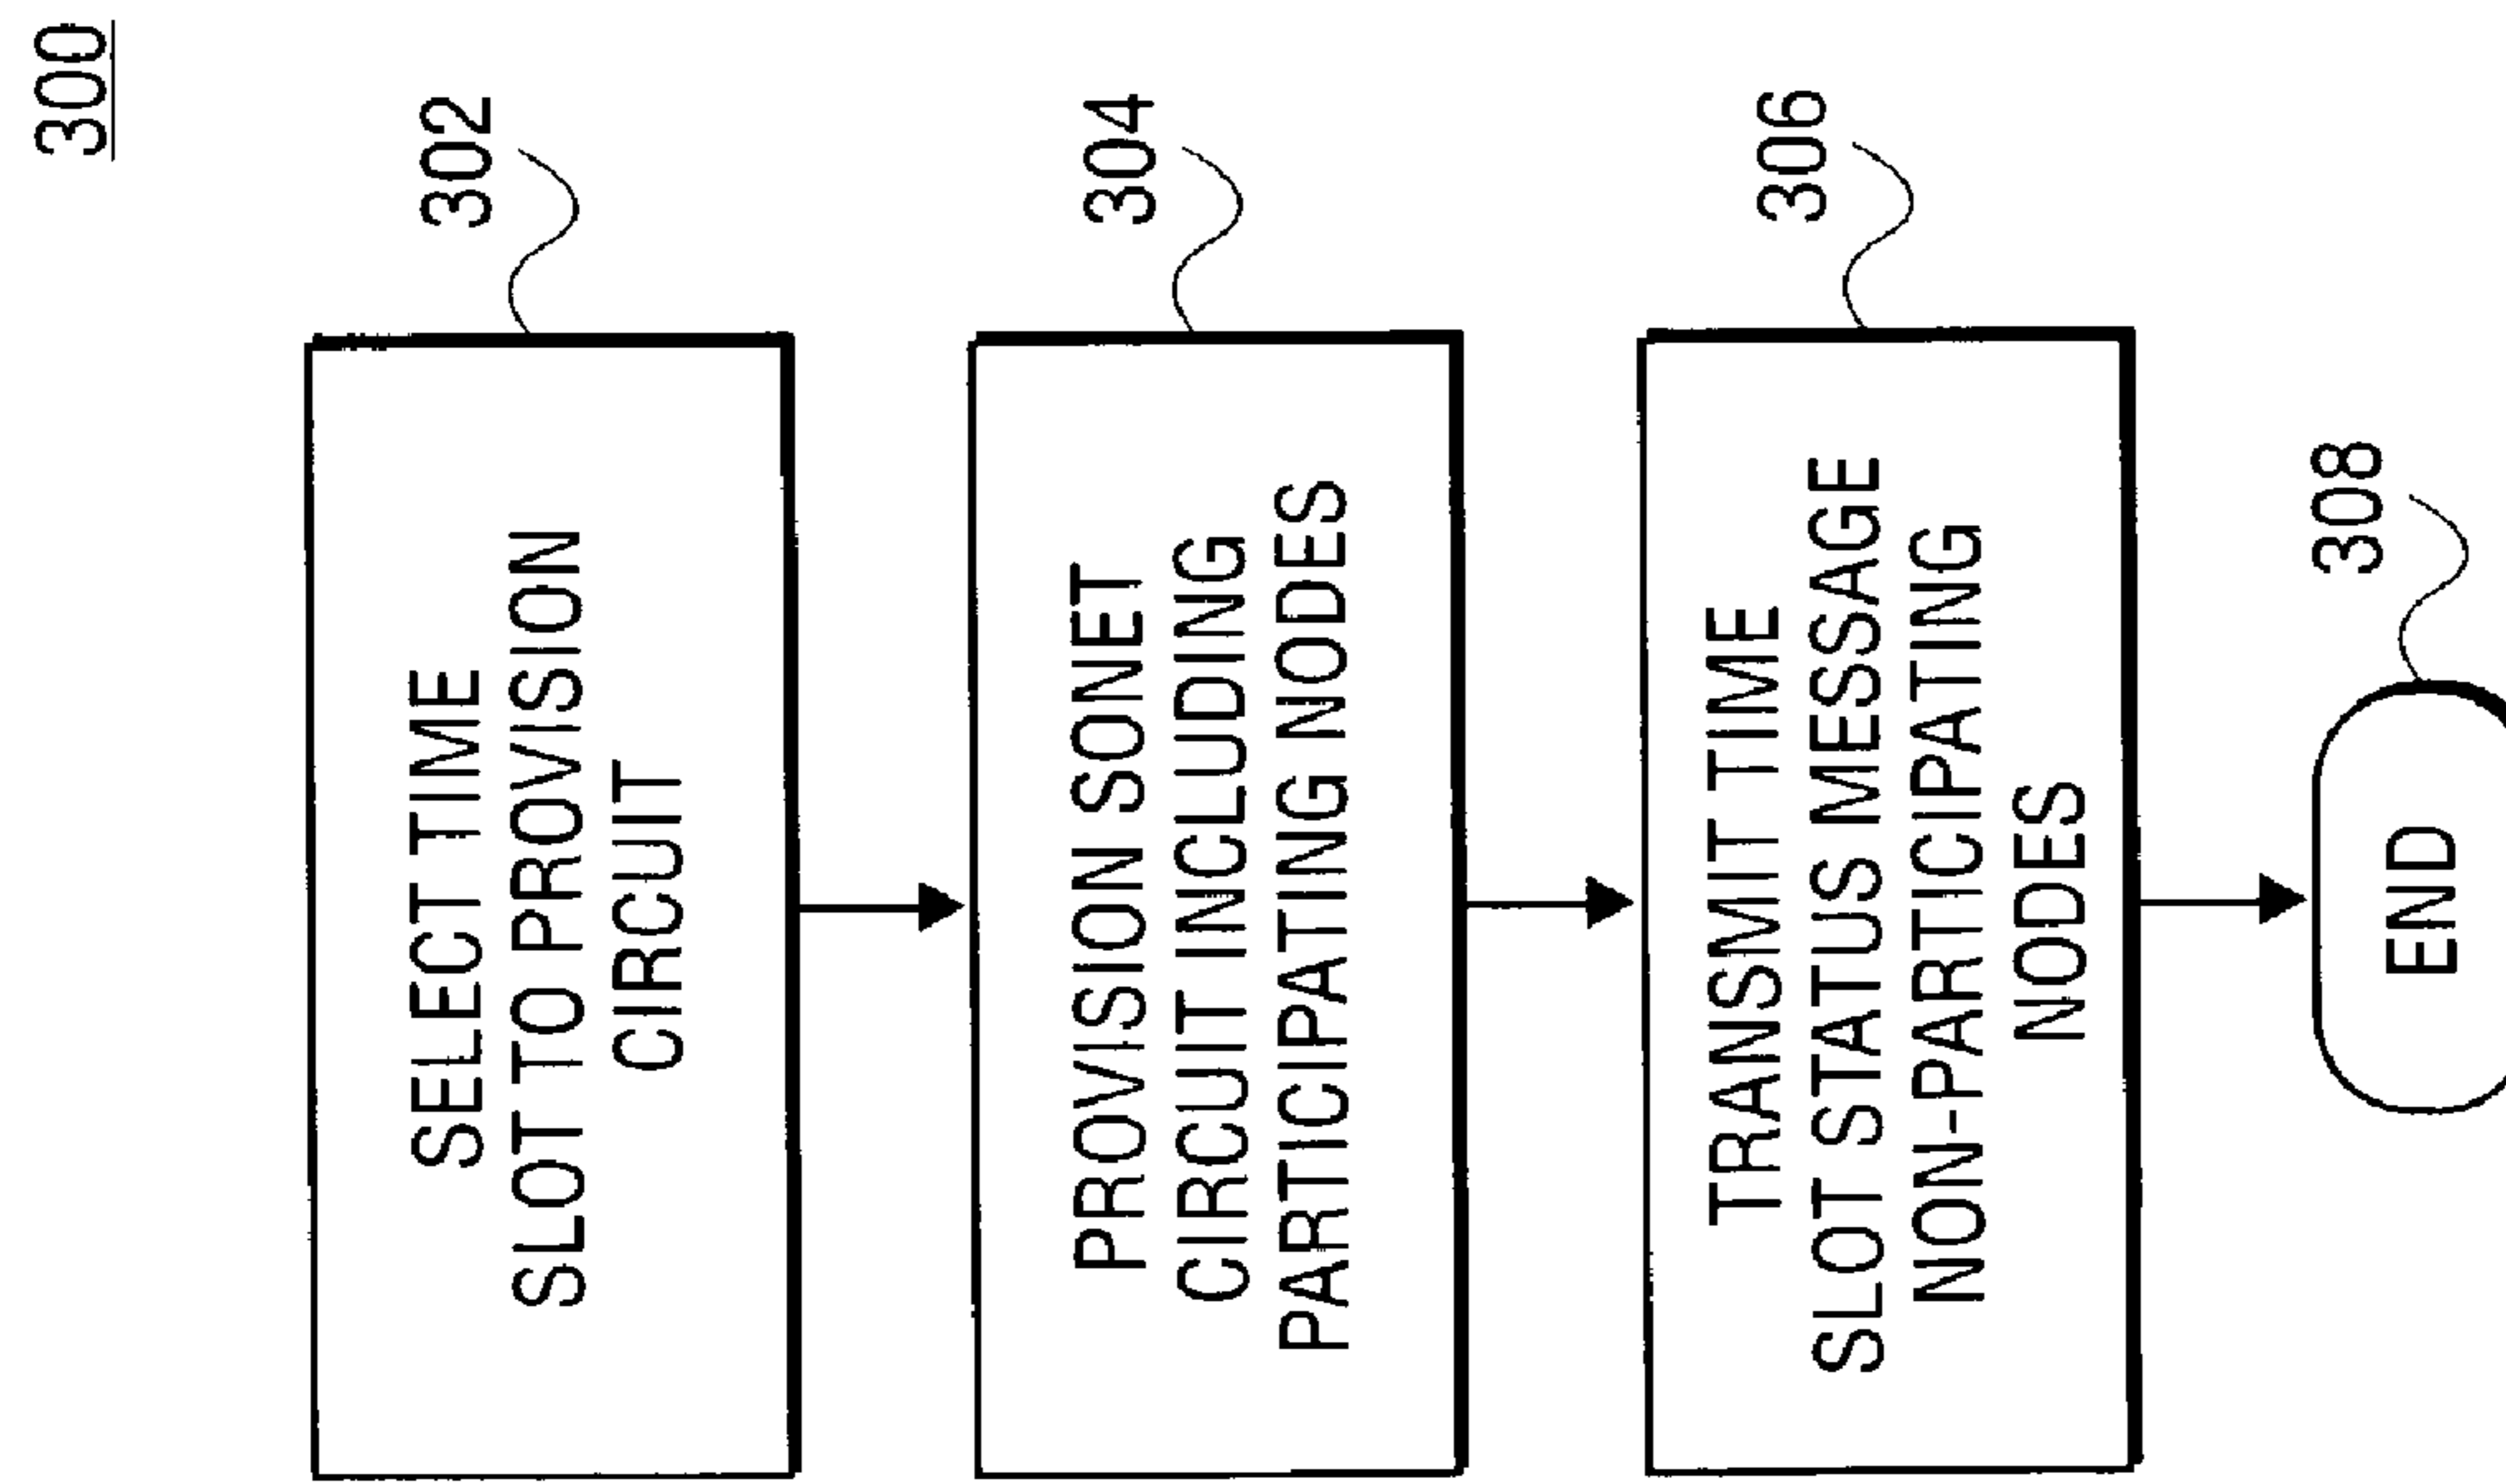 300
302
SELECT TIME
SLOT TO PROVISION
CIRCUIT
304
PROVISION SONET
CIRCUIT INCLUDING
PARTICIPATING NODES
306
TRANSMIT TIME
SLOT STATUS MESSAGE
NON-PARTICIPATING
NODES
308
END